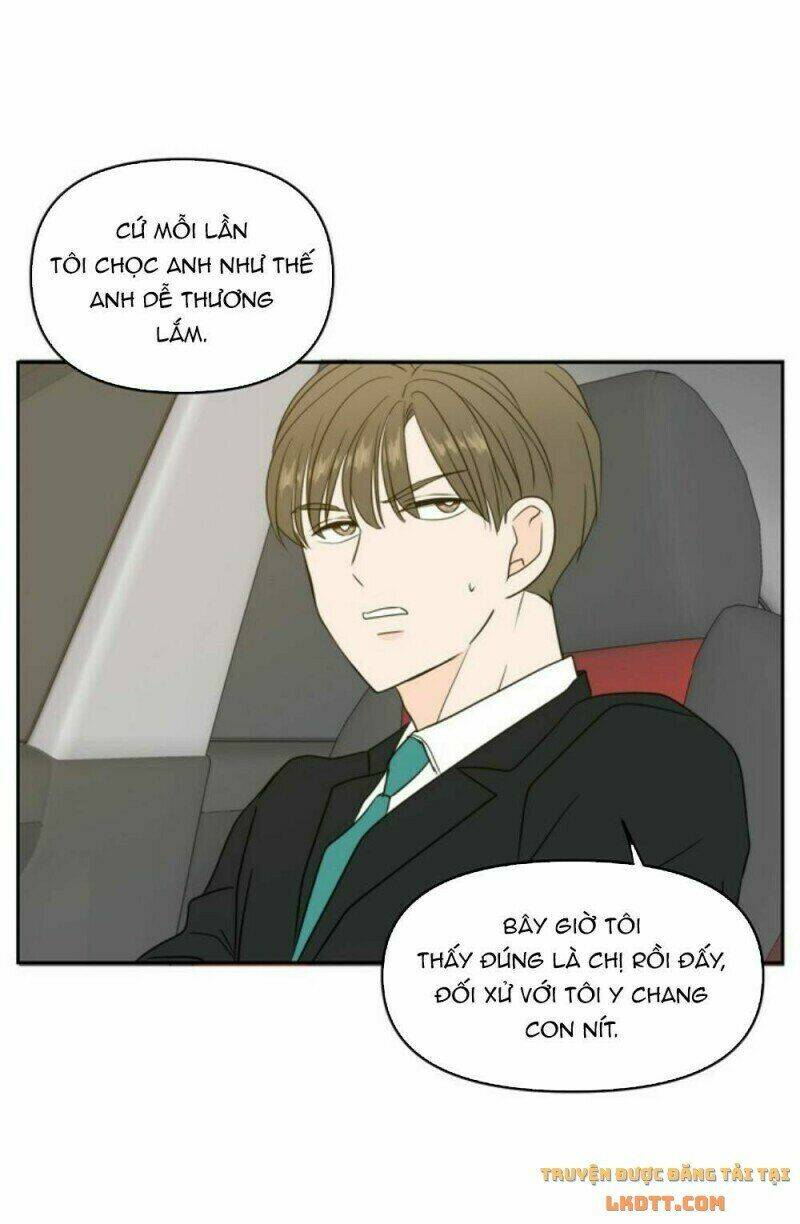 CỨ MỖI LẦN
TÔI CHỌC ANH NHƯ THẾ
ANH DỄ THƯƠNG
LẮM.
BÂY GIỜ TÔI
THẤY ĐÚNG LÀ CHỊ RỒI ĐẤY,
ĐỐI XỬ VỚI TÔI Y CHANG
CON NÍT.
TRUYỆN ĐƯỢC ĐĂNG TẢI TẠI
LKDTT.COM